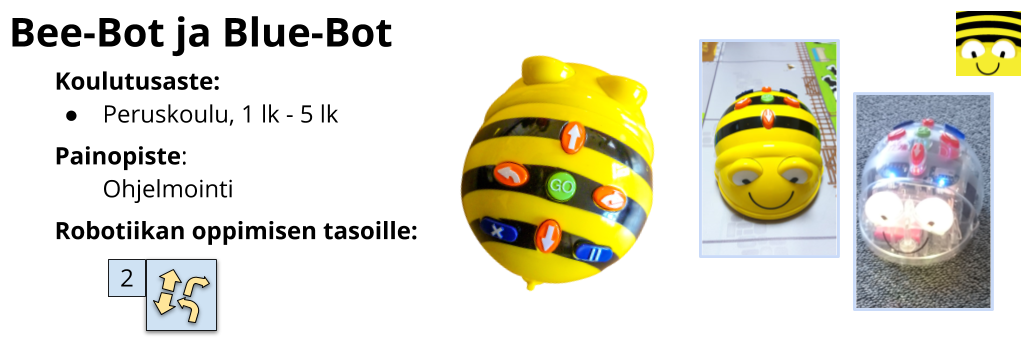 Bee-Bot ja Blue-Bot
Koulutusaste:
● Peruskoulu, 1 lk - 5 lk
Painopiste:
Ohjelmointi
Robotiikan oppimisen tasoille:
2
GO